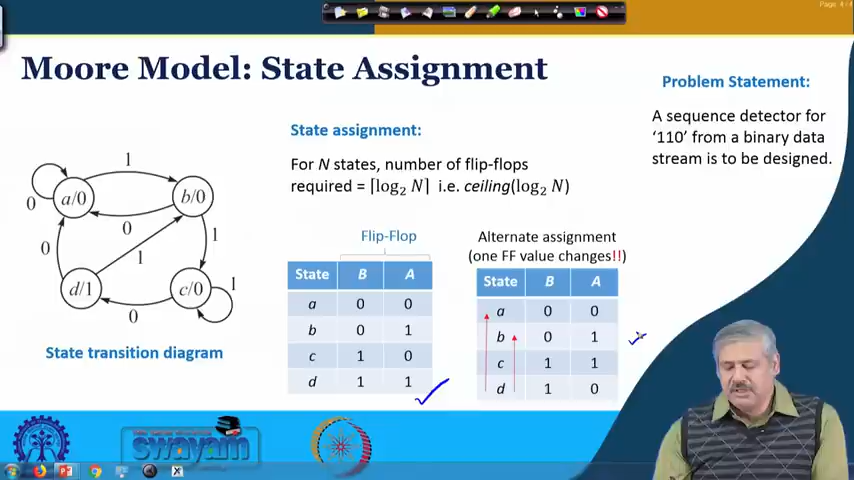 Page 4/4
Moore Model: State Assignment
Problem Statement:
A sequence detector for
‘110’ from a binary data
stream is to be designed.
State assignment:
For N states, number of flip-flops
required = ⌈log₂ N⌉ i.e. ceiling(log₂ N)
1
0
a/0
b/0
0
0
1
1
d/1
c/0
1
0
State transition diagram
Flip-Flop
State B A
a 0 0
b 0 1
c 1 0
d 1 1
Alternate assignment
(one FF value changes!!)
State B A
a 0 0
b 0 1
c 1 1
d 1 0
swayam